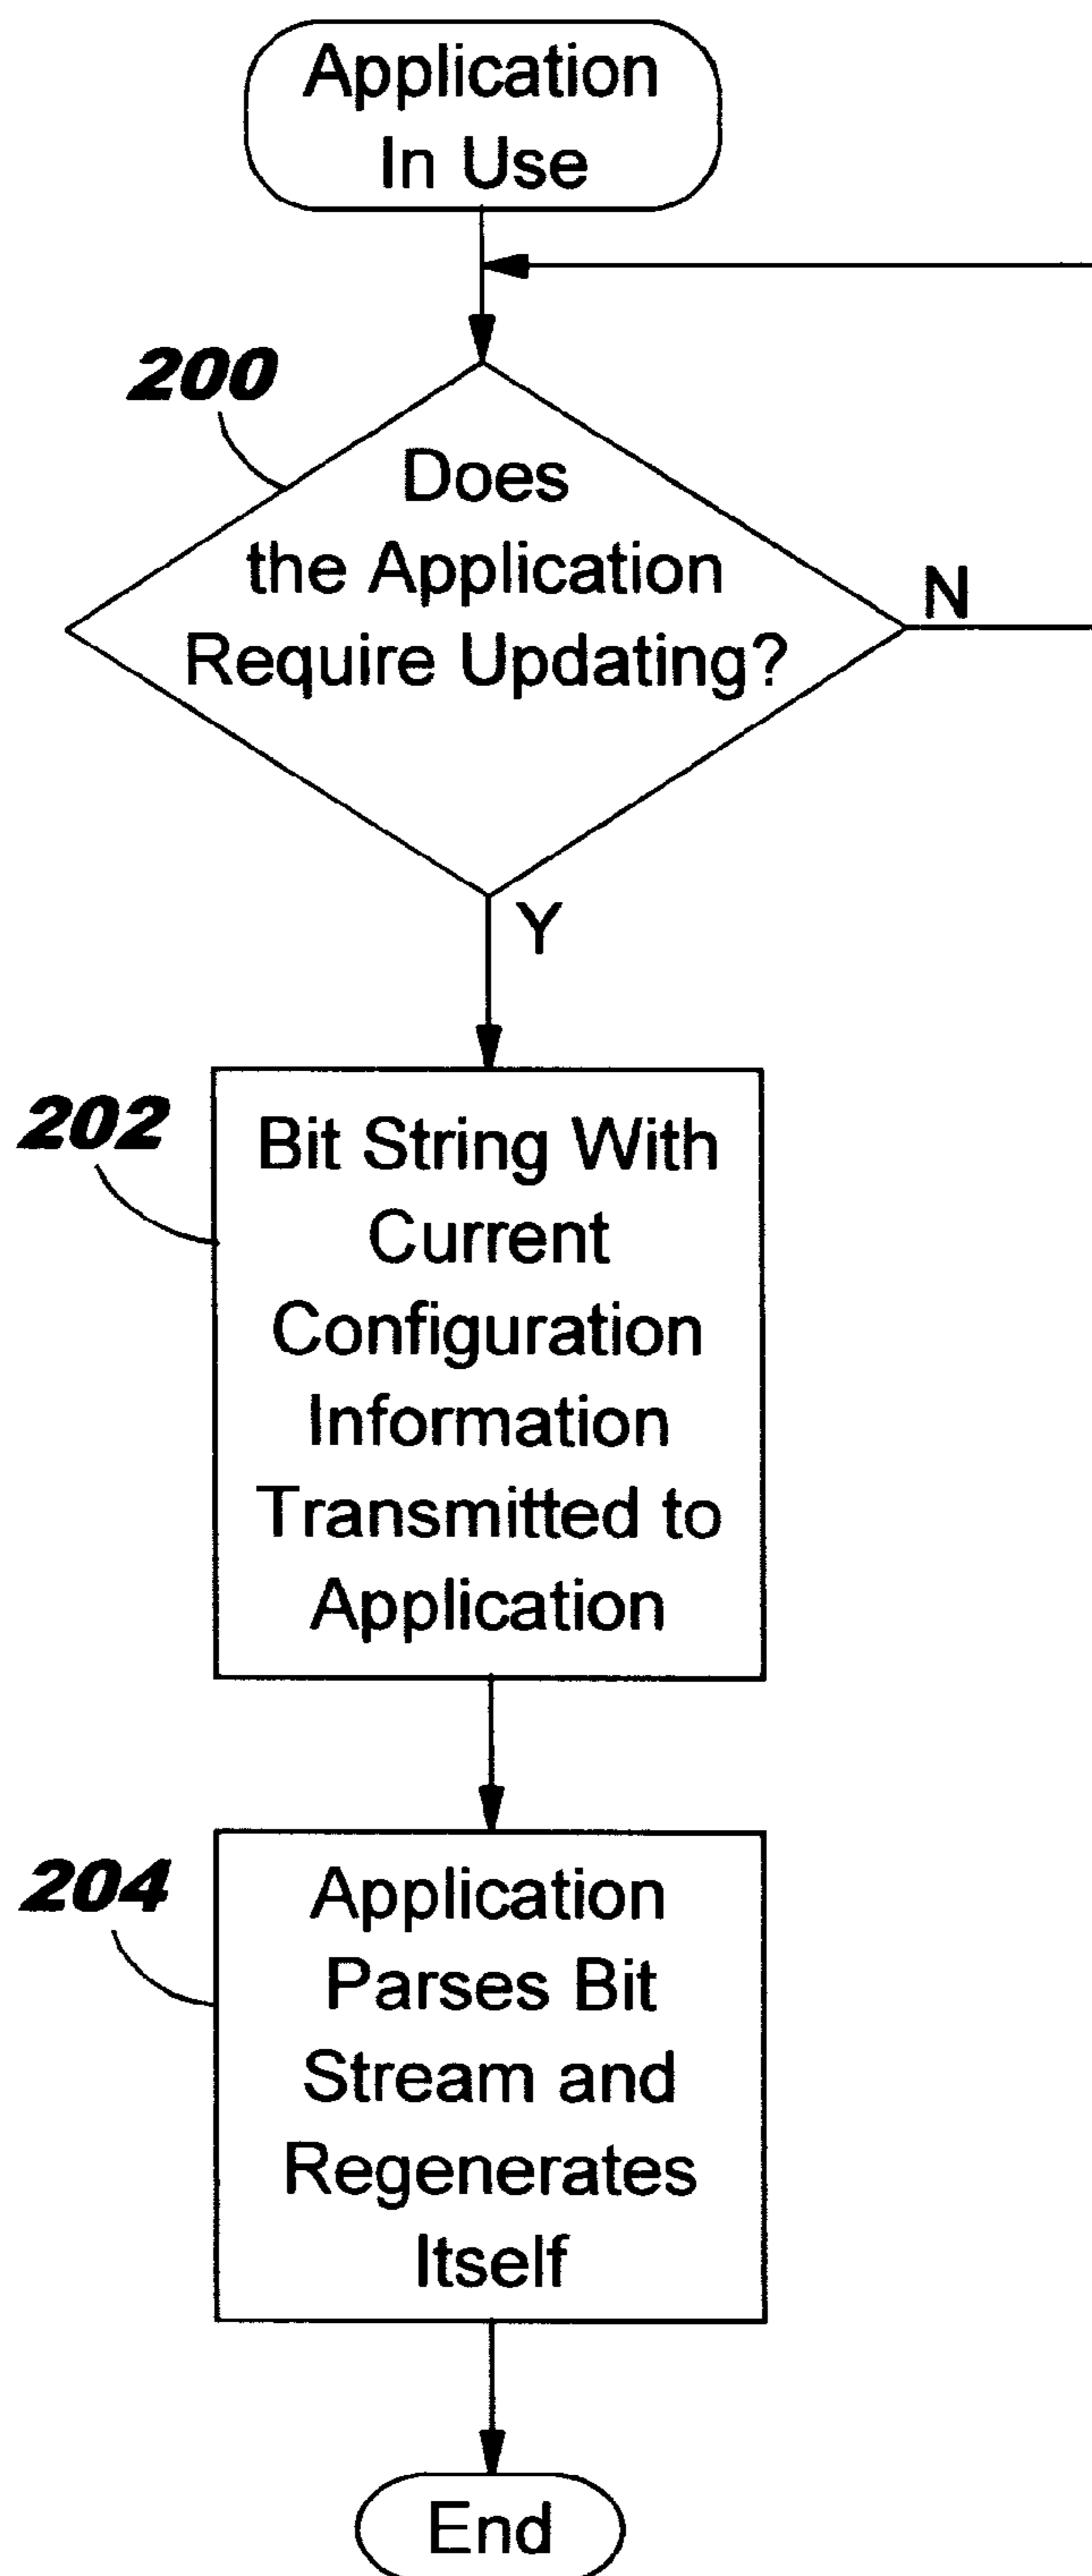 Application
In Use
200
Does
the Application
Require Updating?
N
Y
202
Bit String With
Current
Configuration
Information
Transmitted to
Application
204
Application
Parses Bit
Stream and
Regenerates
Itself
End